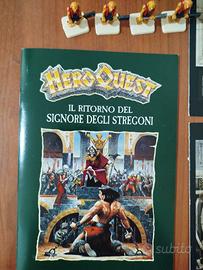 HEROQUEST
IL RITORNO DEL
SIGNORE DEGLI STREGONI
subito